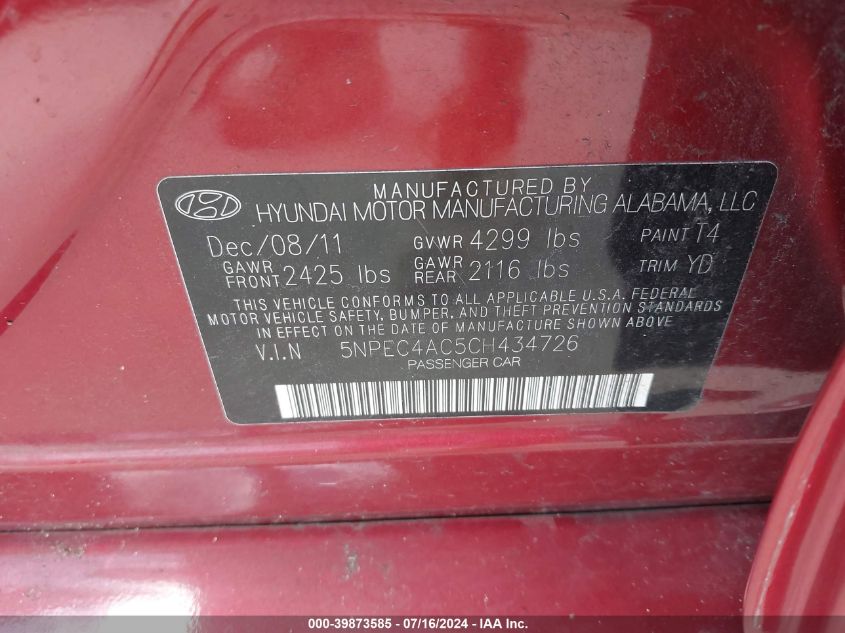 MANUFACTURED BY
HYUNDAI MOTOR MANUFACTURING ALABAMA, LLC
Dec/08/11 GVWR 4299 lbs PAINT T4
GAWR FRONT 2425 lbs GAWR REAR 2116 lbs TRIM YD
THIS VEHICLE CONFORMS TO ALL APPLICABLE U.S.A. FEDERAL
MOTOR VEHICLE SAFETY, BUMPER, AND THEFT PREVENTION STANDARDS
IN EFFECT ON THE DATE OF MANUFACTURE SHOWN ABOVE.
V.I.N 5NPEC4AC5CH434726
PASSENGER CAR
000-39873585 - 07/16/2024 - IAA Inc.